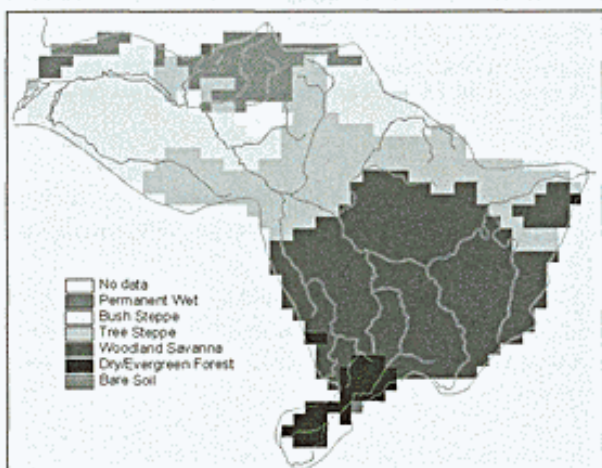 No data
Permanent Wet
Bush Steppe
Tree Steppe
Woodland Savanna
Dry/Evergreen Forest
Bare Soil